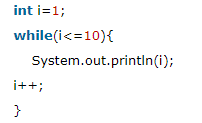 int i=1;
while(i<=10){
System.out.println(i);
i++;
}